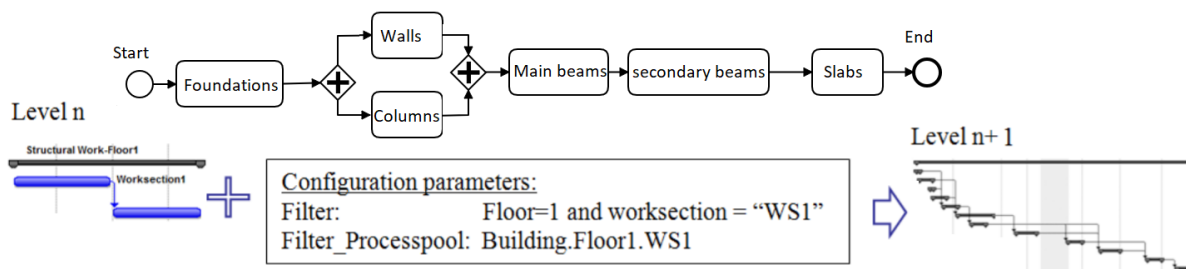 Walls
Start
End
Foundations
Main beams
secondary beams
Slabs
Columns
Level n
Level n+ 1
Structural Work-Floor1
Worksection1
Configuration parameters:
Filter: Floor=1 and worksection = “WS1”
Filter_Processpool: Building.Floor1.WS1